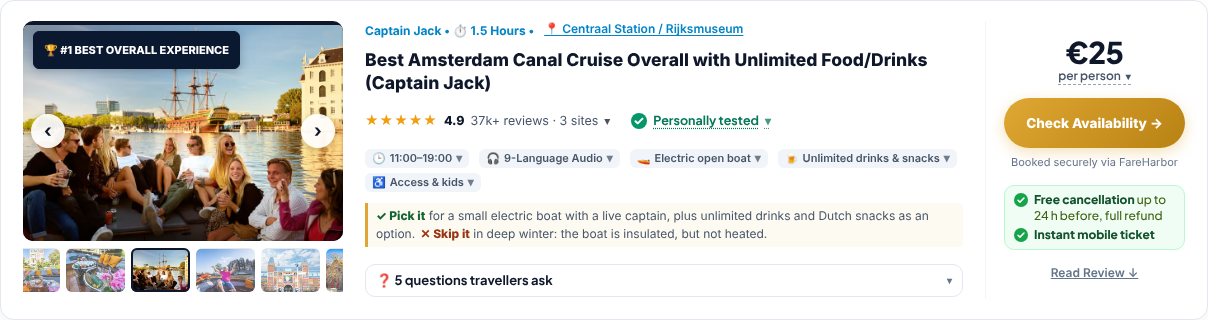 🏆 #1 BEST OVERALL EXPERIENCE
‹ ›
Captain Jack • ⏱️ 1.5 Hours • 📍 Centraal Station / Rijksmuseum
Best Amsterdam Canal Cruise Overall with Unlimited Food/Drinks
(Captain Jack)
★★★★★ 4.9 37k+ reviews · 3 sites ▾ Personally tested ▾
🕒 11:00–19:00 ▾ 🎧 9-Language Audio ▾ 🚤 Electric open boat ▾ 🍺 Unlimited drinks & snacks ▾
♿ Access & kids ▾
✓ Pick it for a small electric boat with a live captain, plus unlimited drinks and Dutch snacks as an
option. ✕ Skip it in deep winter: the boat is insulated, but not heated.
❓ 5 questions travellers ask ▾
€25
per person ▾
Check Availability →
Booked securely via FareHarbor
Free cancellation up to
24 h before, full refund
Instant mobile ticket
Read Review ↓